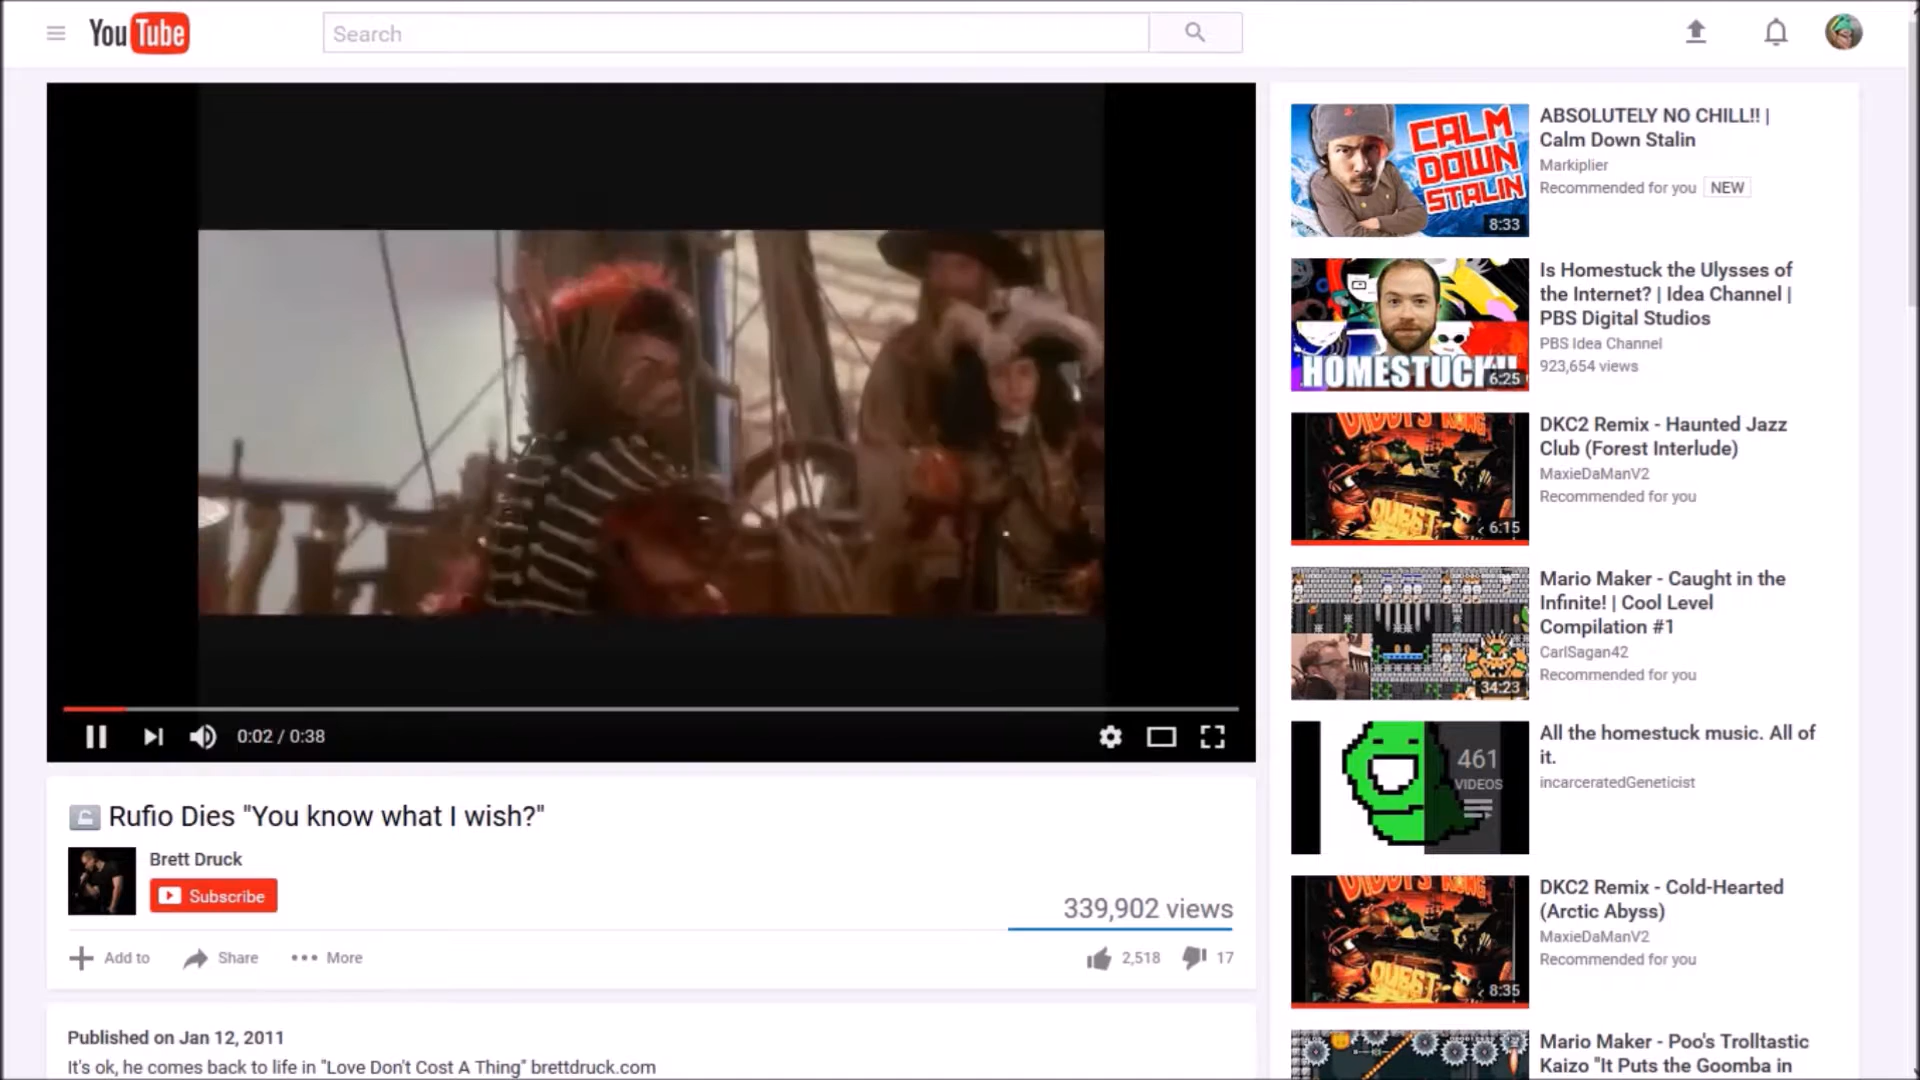 YouTube
Search
0:02 / 0:38
Rufio Dies "You know what I wish?"
Brett Druck
Subscribe
339,902 views
Add to
Share
More
2,518
17
Published on Jan 12, 2011
It's ok, he comes back to life in "Love Don't Cost A Thing" brettdruck.com
CALM
DOWN
STALIN
8:33
ABSOLUTELY NO CHILL!! |
Calm Down Stalin
Markiplier
Recommended for you NEW
HOMESTUCK!!
6:25
Is Homestuck the Ulysses of
the Internet? | Idea Channel |
PBS Digital Studios
PBS Idea Channel
923,654 views
DIDDY'S KONG
QUEST
6:15
DKC2 Remix - Haunted Jazz
Club (Forest Interlude)
MaxieDaManV2
Recommended for you
34:23
Mario Maker - Caught in the
Infinite! | Cool Level
Compilation #1
CarlSagan42
Recommended for you
461
VIDEOS
All the homestuck music. All of
it.
incarceratedGeneticist
DIDDY'S KONG
QUEST
8:35
DKC2 Remix - Cold-Hearted
(Arctic Abyss)
MaxieDaManV2
Recommended for you
Mario Maker - Poo's Trolltastic
Kaizo "It Puts the Goomba in